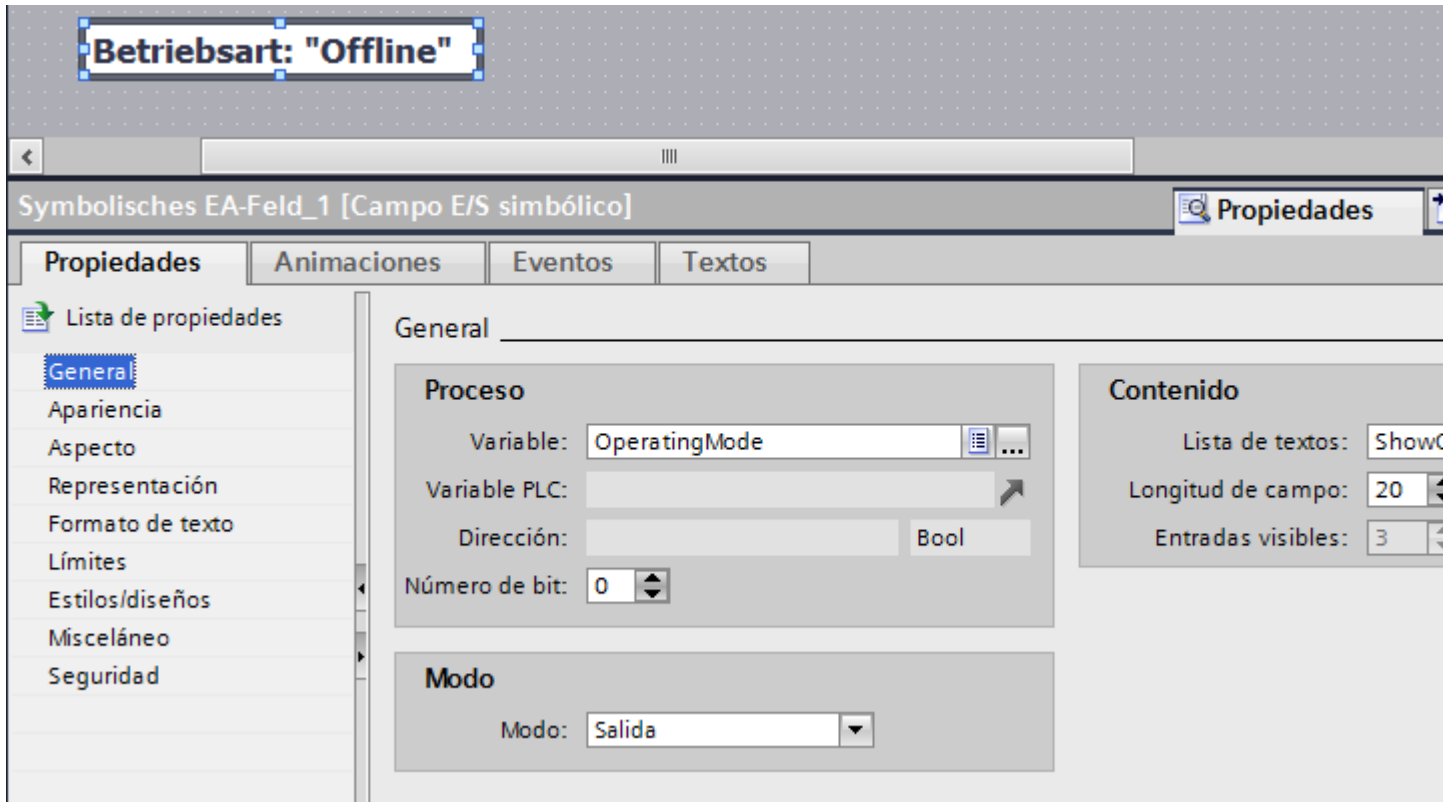 Betriebsart: "Offline"
Symbolisches EA-Feld_1 [Campo E/S simbólico]
Propiedades
Propiedades
Animaciones
Eventos
Textos
Lista de propiedades
General
Apariencia
Aspecto
Representación
Formato de texto
Límites
Estilos/diseños
Misceláneo
Seguridad
General
Proceso
Variable: OperatingMode ...
Variable PLC:
Dirección: Bool
Número de bit: 0
Modo
Modo: Salida
Contenido
Lista de textos:
Longitud de campo: 20
Entradas visibles: 3